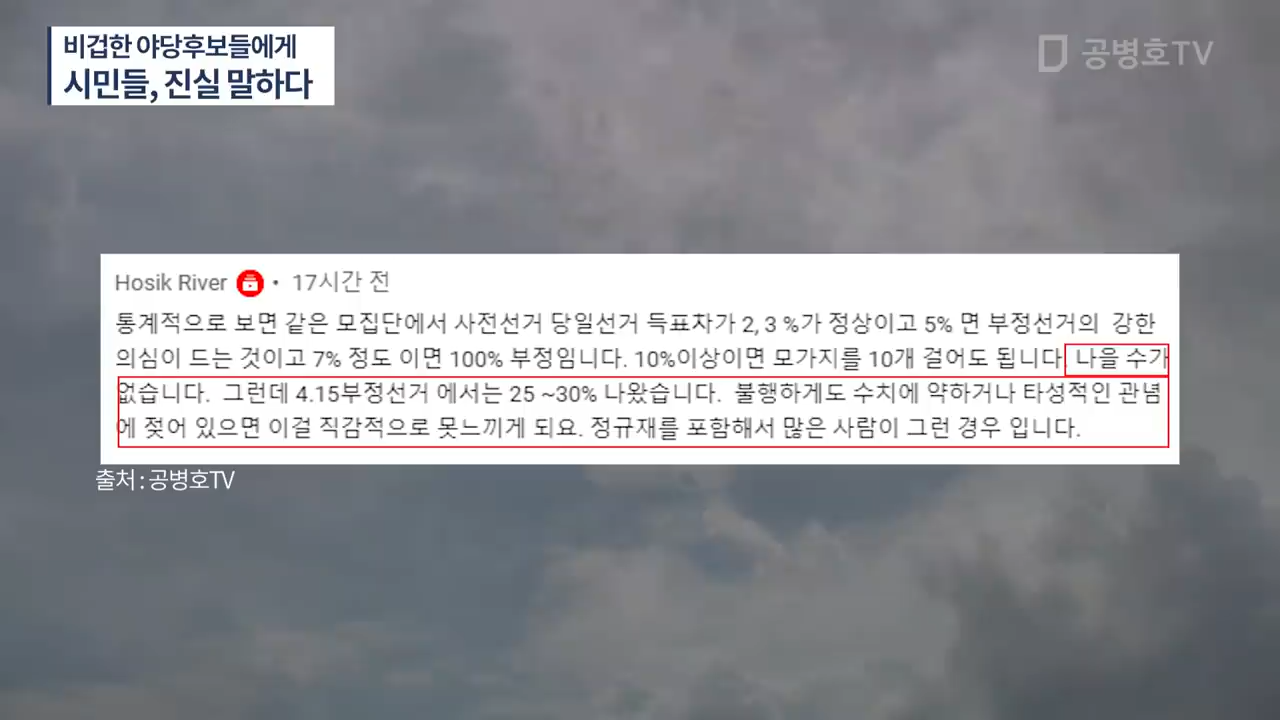 비겁한 야당후보들에게
시민들, 진실 말하다
공병호TV
Hosik River • 17시간 전
통계적으로 보면 같은 모집단에서 사전선거 당일선거 득표차가 2, 3 %가 정상이고 5% 면 부정선거의 강한
의심이 드는 것이고 7% 정도 이면 100% 부정임니다. 10%이상이면 모가지를 10개 걸어도 됩니다. 나을 수가
없습니다. 그런데 4.15부정선거 에서는 25 ~30% 나왔습니다. 불행하게도 수치에 약하거나 타성적인 관념
에 젖어 있으면 이걸 직감적으로 못느끼게 되요. 정규재를 포함해서 많은 사람이 그런 경우 입니다.
출처 : 공병호TV